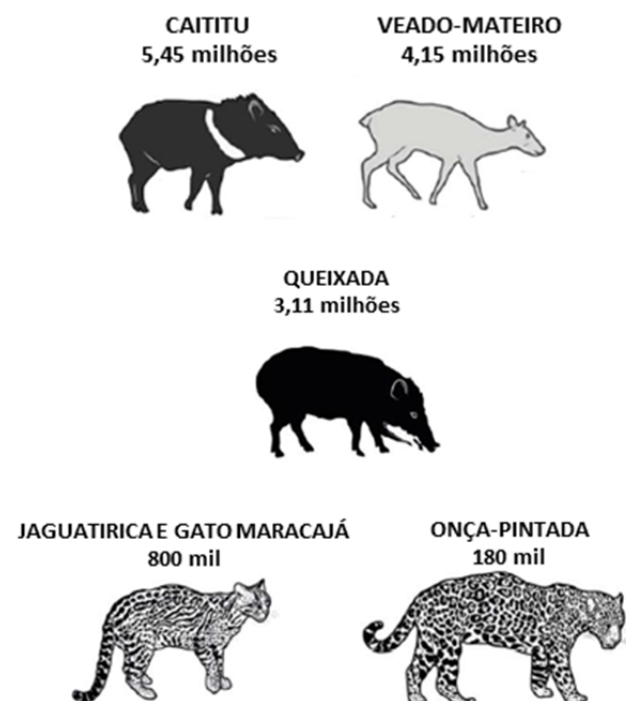 CAITITU
5,45 milhões
VEADO-MATEIRO
4,15 milhões
QUEIXADA
3,11 milhões
JAGUATIRICA E GATO MARACAJÁ
800 mil
ONÇA-PINTADA
180 mil